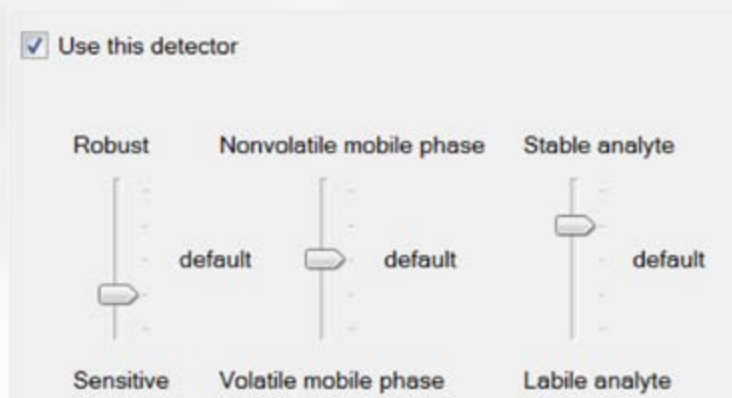 Use this detector
Robust Nonvolatile mobile phase Stable analyte
default default default
Sensitive Volatile mobile phase Labile analyte